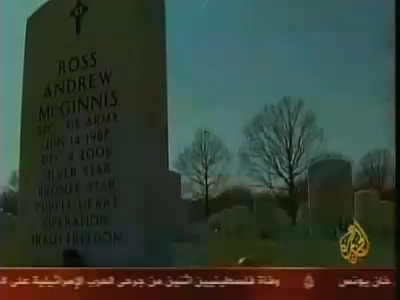 ROSS
ANDREW
McGINNIS
SPC US ARMY
JUN 14 1987
DEC 4 2006
SILVER STAR
BRONZE STAR
PURPLE HEART
OPERATION
IRAQI FREEDOM
الجزيرة
خان يونس وفاة فلسطينيين اثنين من جرحى الحرب الإسرائيلية على